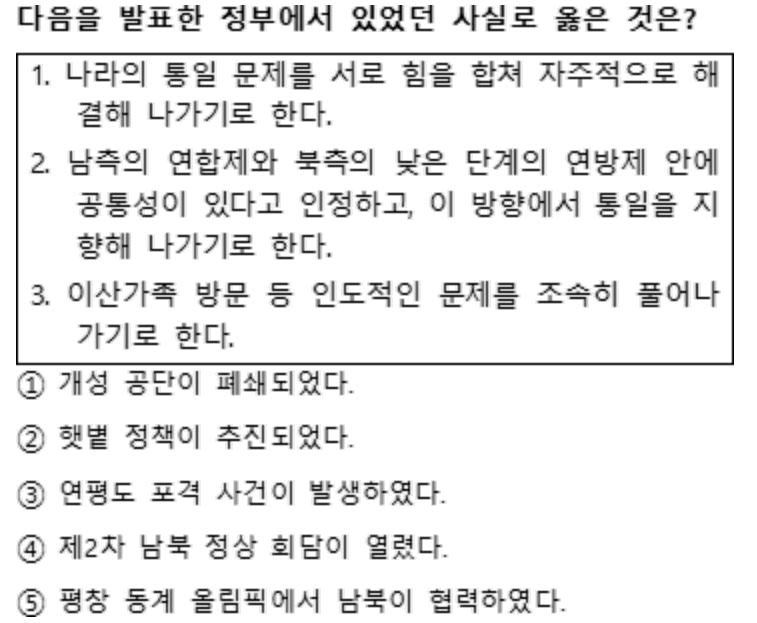 다음을 발표한 정부에서 있었던 사실로 옳은 것은?
1. 나라의 통일 문제를 서로 힘을 합쳐 자주적으로 해
결해 나가기로 한다.
2. 남측의 연합제와 북측의 낮은 단계의 연방제 안에
공통성이 있다고 인정하고, 이 방향에서 통일을 지
향해 나가기로 한다.
3. 이산가족 방문 등 인도적인 문제를 조속히 풀어나
가기로 한다.
① 개성 공단이 폐쇄되었다.
② 햇볕 정책이 추진되었다.
③ 연평도 포격 사건이 발생하였다.
④ 제2차 남북 정상 회담이 열렸다.
⑤ 평창 동계 올림픽에서 남북이 협력하였다.